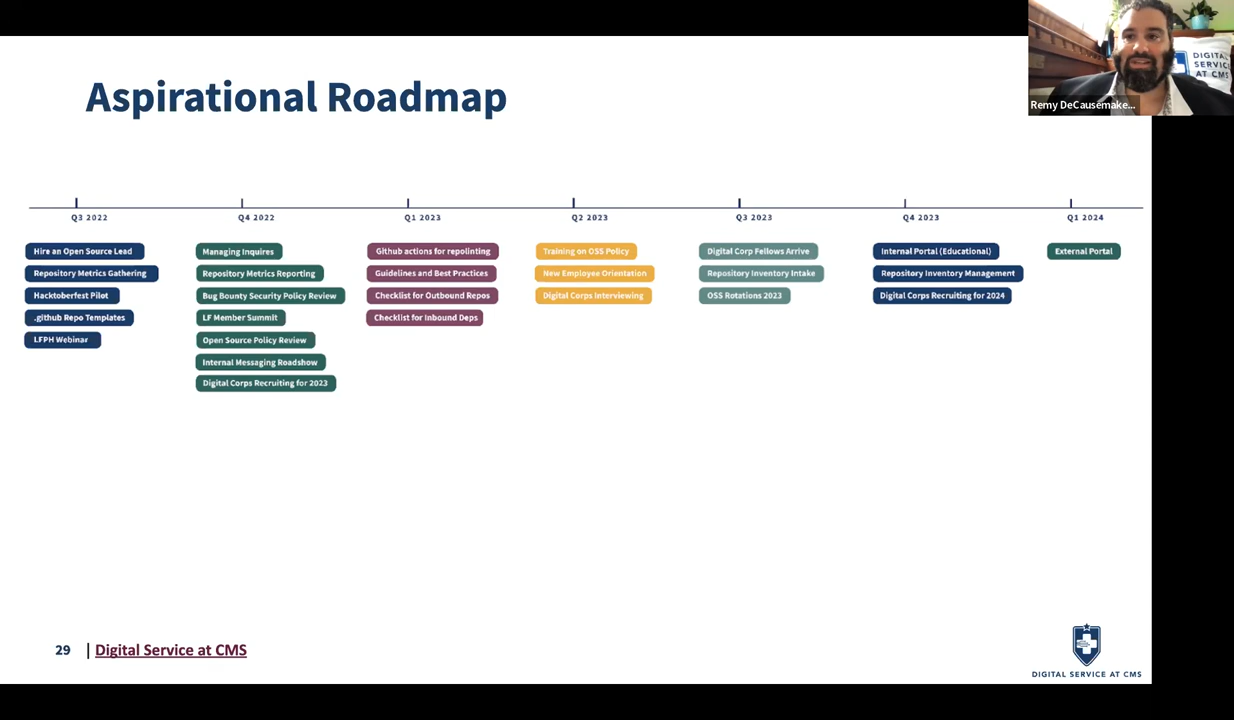 Aspirational Roadmap
DIGITAL
SERVICE
AT CMS
Remy DeCausemake...
Q3 2022
Q4 2022
Q1 2023
Q2 2023
Q3 2023
Q4 2023
Q1 2024
Hire an Open Source Lead
Repository Metrics Gathering
Hacktoberfest Pilot
.github Repo Templates
LFPH Webinar
Managing Inquires
Repository Metrics Reporting
Bug Bounty Security Policy Review
LF Member Summit
Open Source Policy Review
Internal Messaging Roadshow
Digital Corps Recruiting for 2023
Github actions for repolinting
Guidelines and Best Practices
Checklist for Outbound Repos
Checklist for Inbound Deps
Training on OSS Policy
New Employee Orientation
Digital Corps Interviewing
Digital Corp Fellows Arrive
Repository Inventory Intake
OSS Rotations 2023
Internal Portal (Educational)
Repository Inventory Management
Digital Corps Recruiting for 2024
External Portal
29 | Digital Service at CMS
DIGITAL SERVICE AT CMS